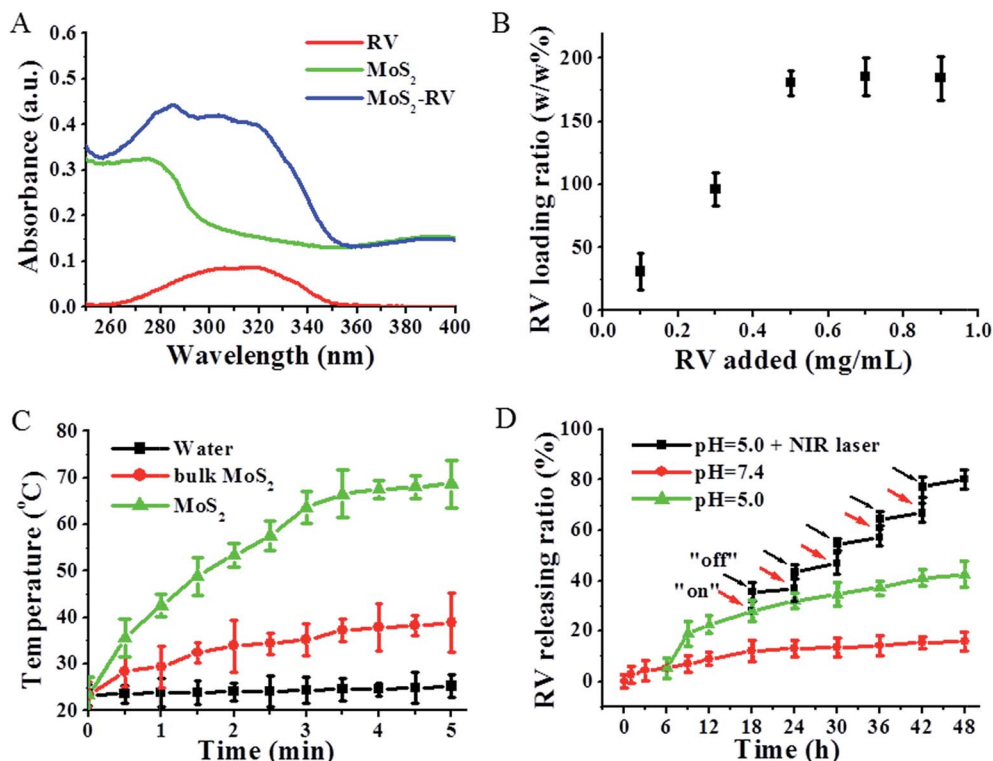 A
RV
MoS₂
MoS₂-RV
Absorbance (a.u.)
0.6
0.5
0.4
0.3
0.2
0.1
0.0
260 280 300 320 340 360 380 400
Wavelength (nm)
B
RV loading ratio (w/w%)
200
150
100
50
0
0.0 0.2 0.4 0.6 0.8 1.0
RV added (mg/mL)
C
Water
bulk MoS₂
MoS₂
Temperature (°C)
80
70
60
50
40
30
20
0 1 2 3 4 5
Time (min)
D
pH=5.0 + NIR laser
pH=7.4
pH=5.0
"off"
"on"
RV releasing ratio (%)
100
80
60
40
20
0
0 6 12 18 24 30 36 42 48
Time (h)